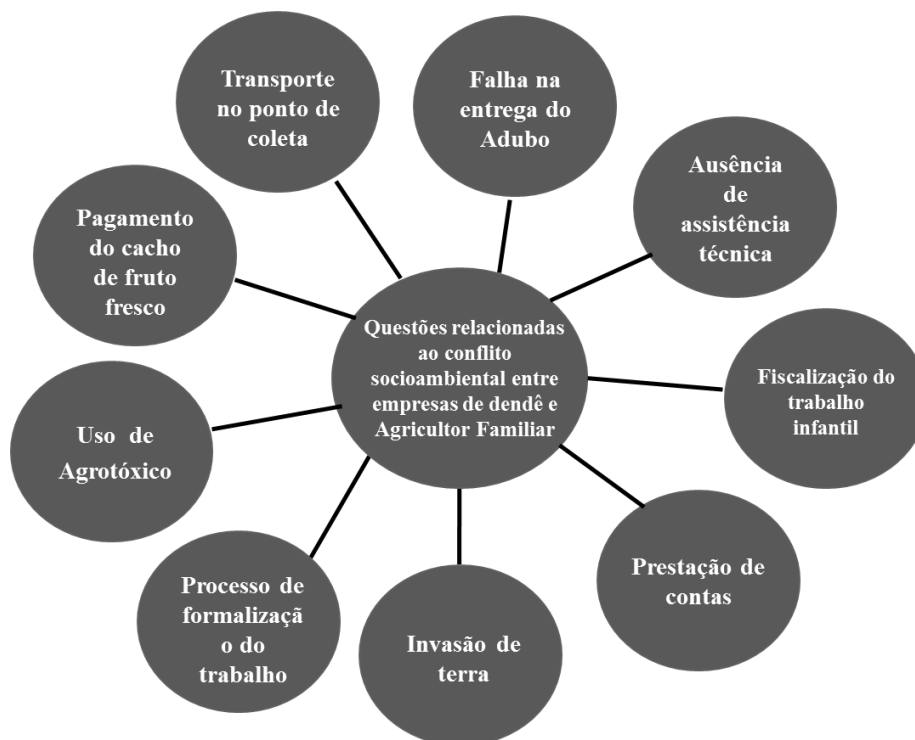 Transporte
no ponto de
coleta
Falha na
entrega do
Adubo
Ausência
de
assistência
técnica
Pagamento
do cacho
de fruto
fresco
Questões relacionadas
ao conflito
socioambiental entre
empresas de dendê e
Agricultor Familiar
Fiscalização do
trabalho
infantil
Uso de
Agrotóxico
Prestação de
contas
Processo de
formalizaçã
o do
trabalho
Invasão de
terra